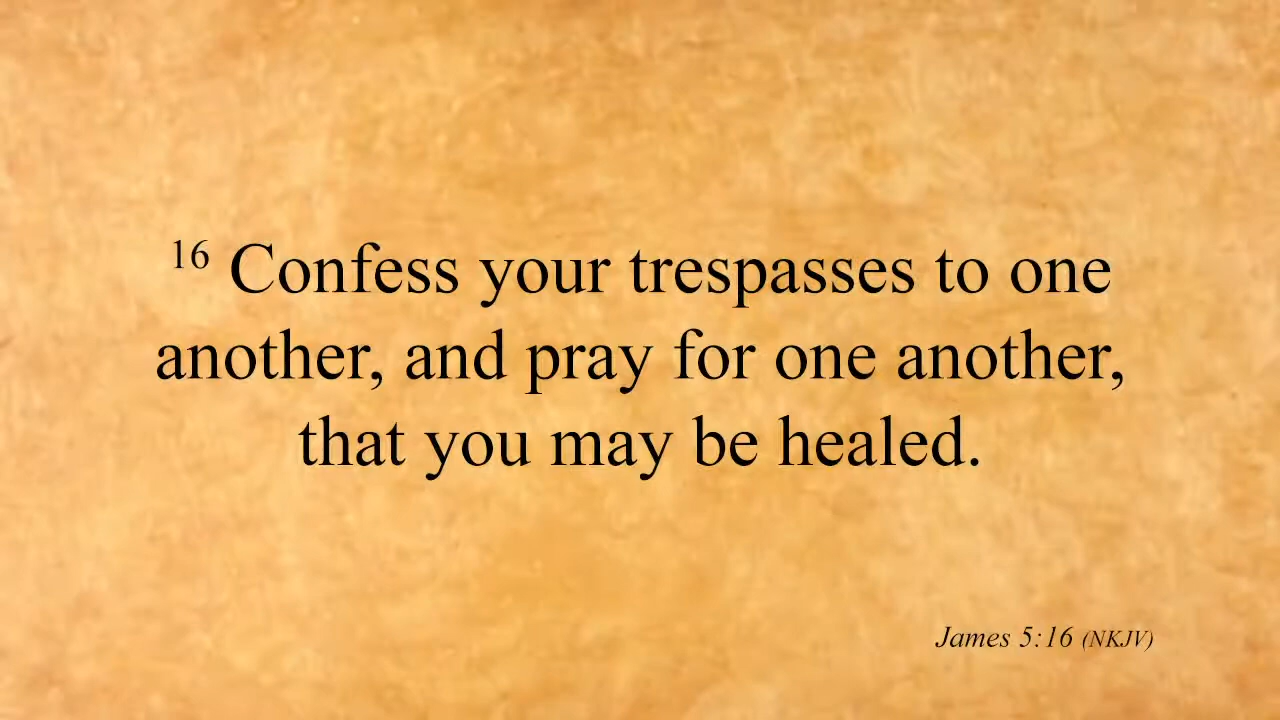 16 Confess your trespasses to one
another, and pray for one another,
that you may be healed.
James 5:16 (NKJV)